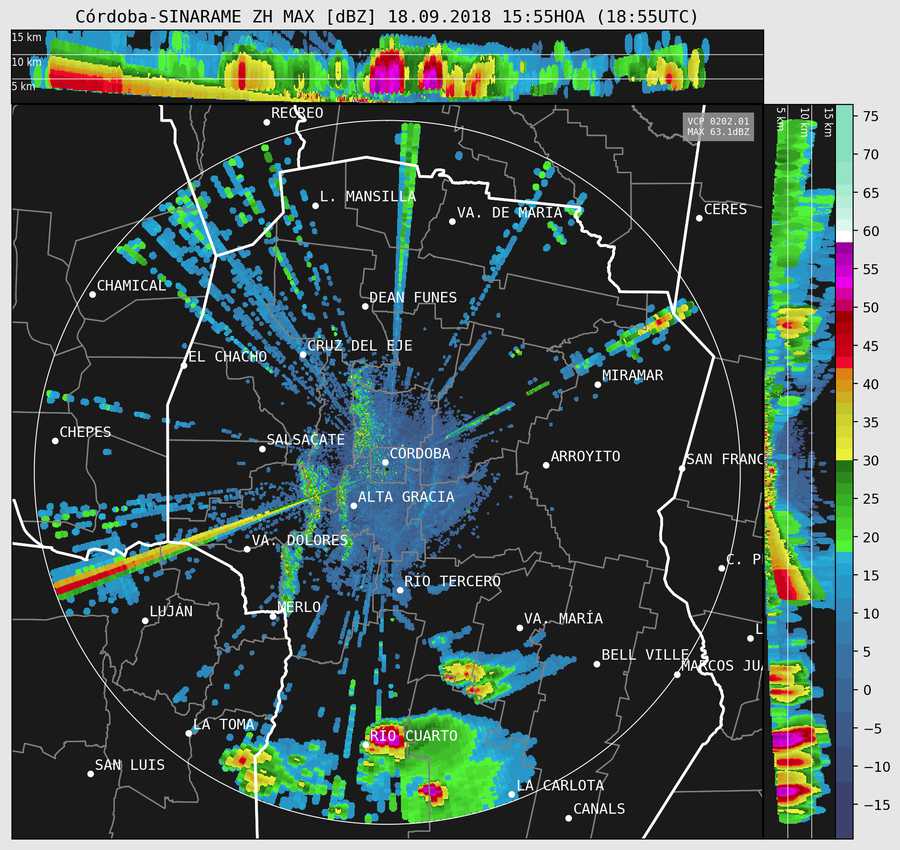 Córdoba-SINARAME ZH MAX [dBZ] 18.09.2018 15:55HOA (18:55UTC)
15 km
10 km
5 km
RECREO
VCP 0202.01
MAX 63.1dBZ
5 km
10 km
15 km
L. MANSILLA
VA. DE MARÍA
CERES
CHAMICAL
DEAN FUNES
CRUZ DEL EJE
EL CHACHO
MIRAMAR
CHEPES
SALSACATE
CÓRDOBA
ARROYITO
SAN FRANC
ALTA GRACIA
VA. DOLORES
C. P
RÍO TERCERO
LUJÁN
MERLO
VA. MARÍA
L
BELL VILLE
MARCOS JUA
LA TOMA
RÍO CUARTO
SAN LUIS
LA CARLOTA
CANALS
75
70
65
60
55
50
45
40
35
30
25
20
15
10
5
0
−5
−10
−15